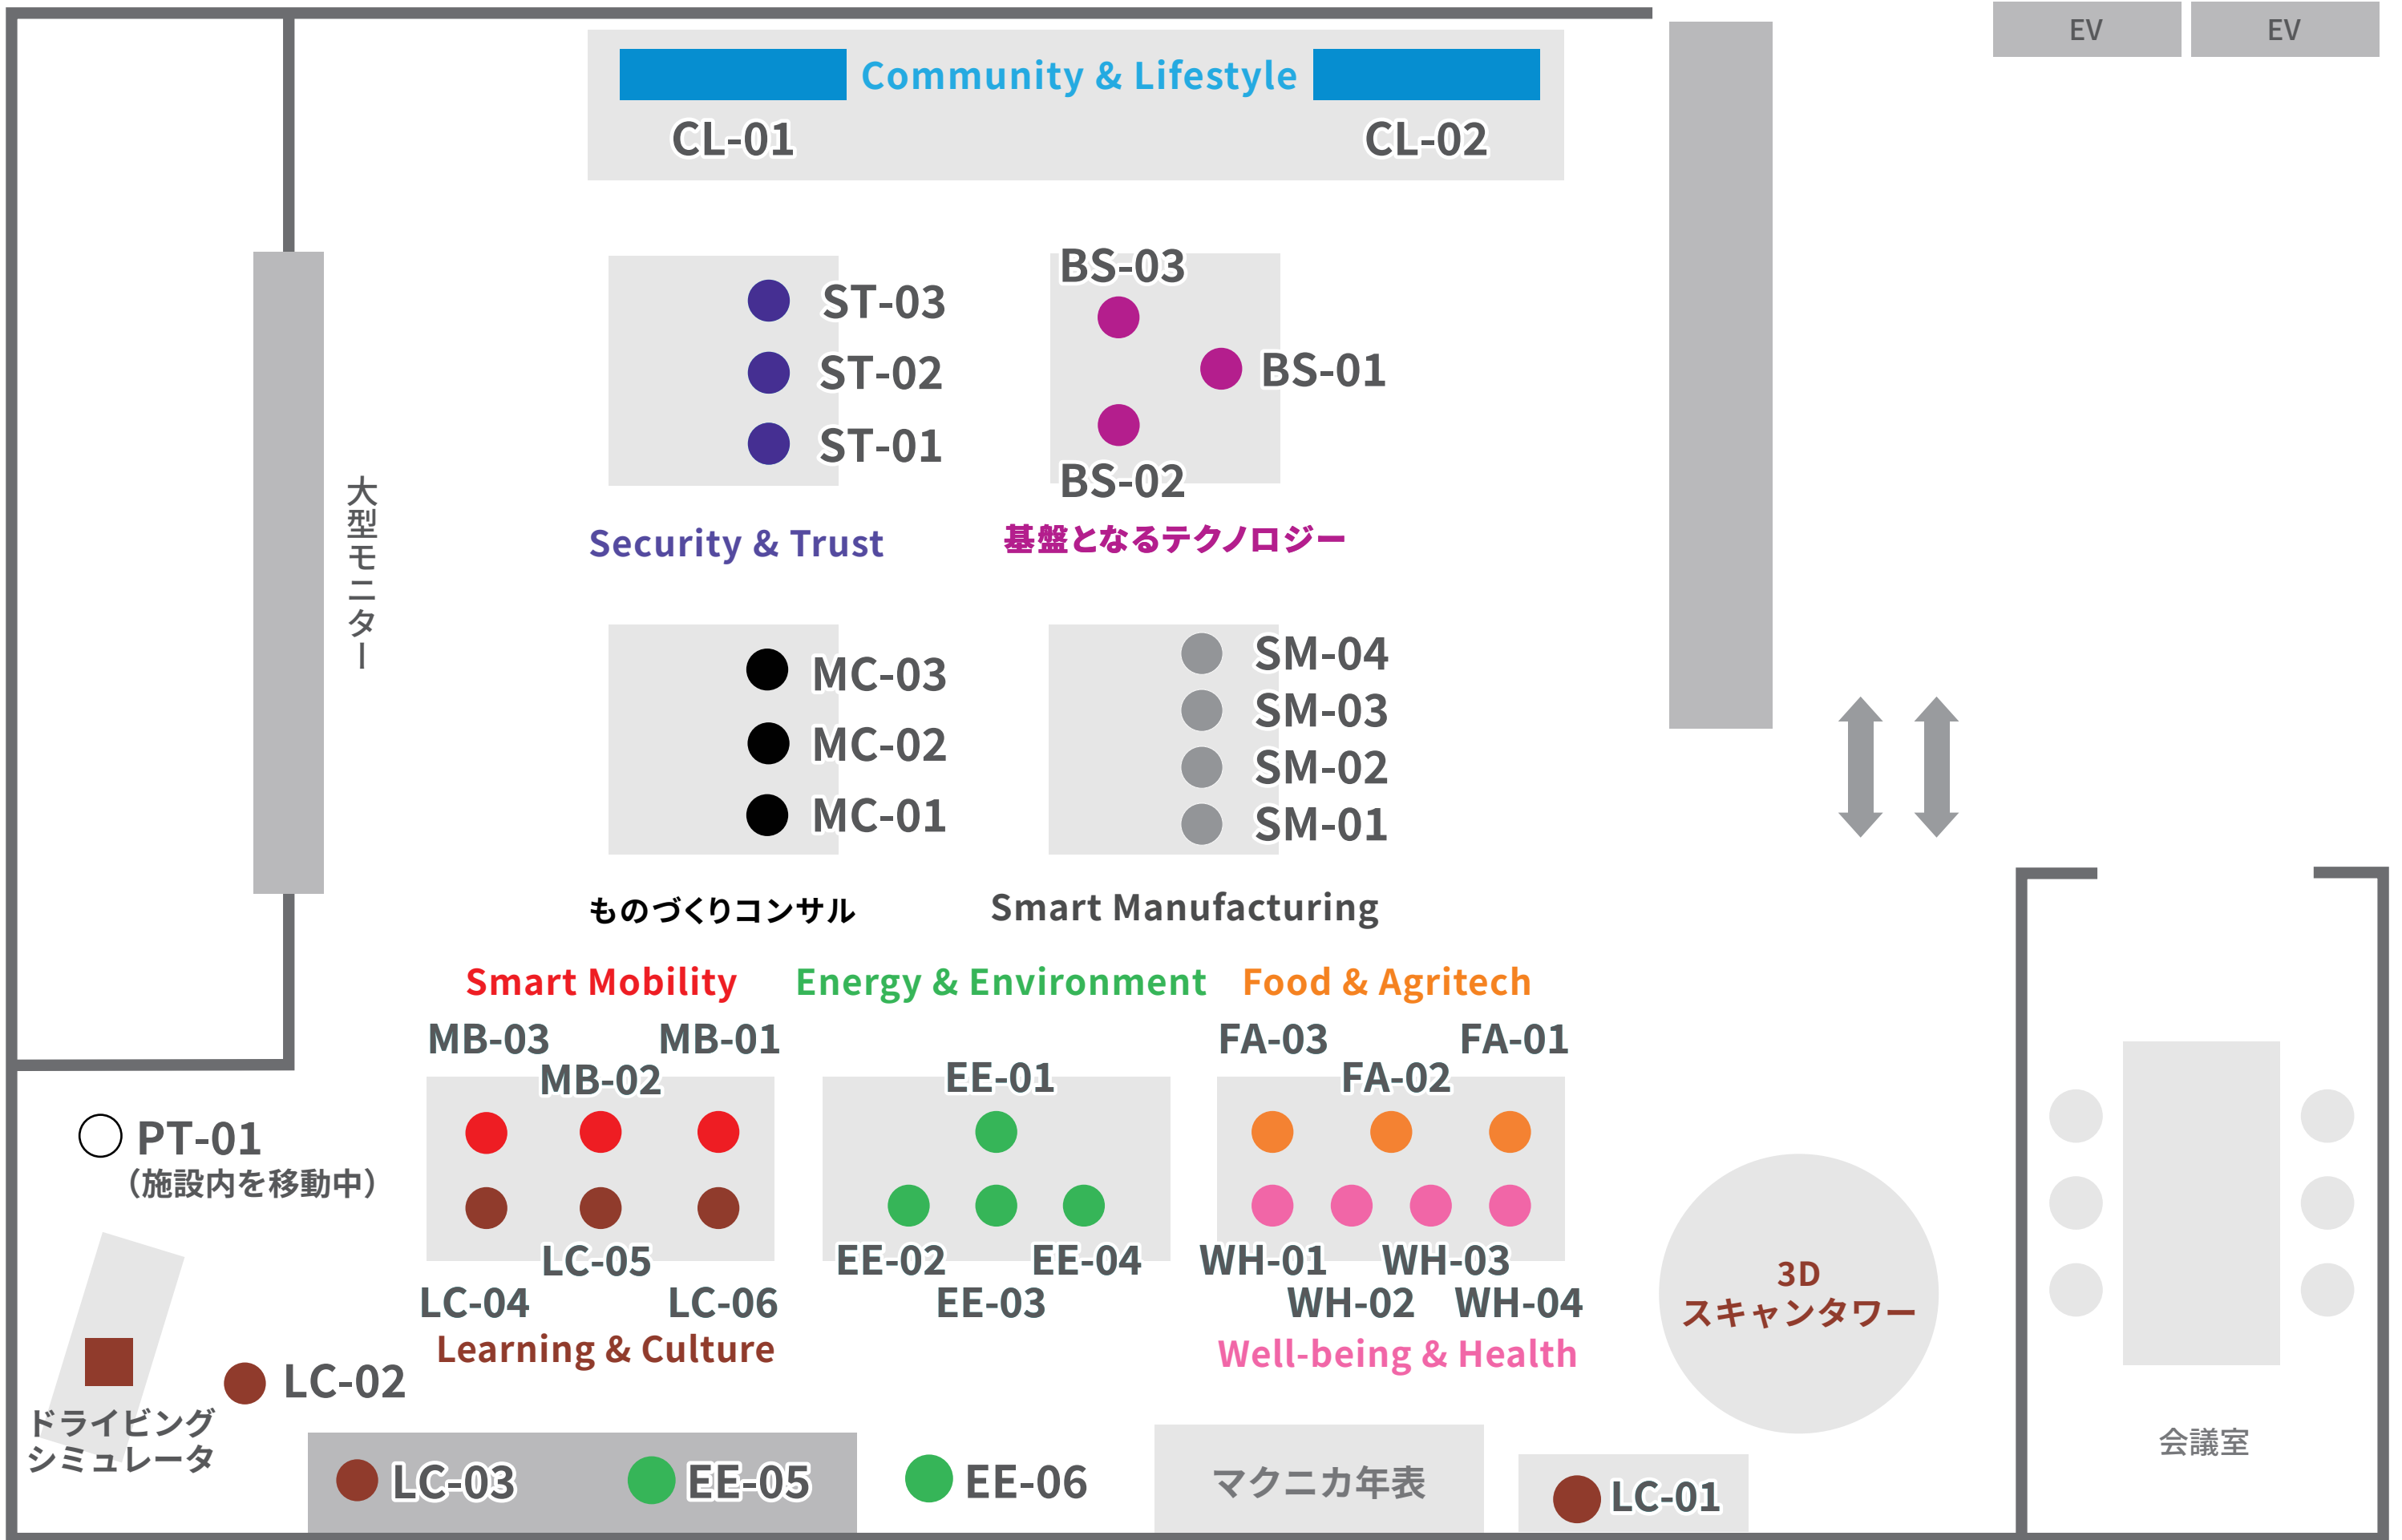 EV
EV
Community & Lifestyle
CL-01
CL-02
BS-03
ST-03
ST-02
BS-01
ST-01
BS-02
大型モニター
Security & Trust
基盤となるテクノロジー
MC-03
MC-02
MC-01
SM-04
SM-03
SM-02
SM-01
ものづくりコンサル
Smart Manufacturing
Smart Mobility
Energy & Environment
Food & Agritech
MB-03
MB-01
MB-02
EE-01
FA-03
FA-01
FA-02
PT-01
(施設内を移動中)
LC-05
LC-04
LC-06
Learning & Culture
EE-02
EE-04
EE-03
WH-01
WH-03
WH-02
WH-04
Well-being & Health
3D
スキャンタワー
LC-02
ドライビング
シミュレータ
LC-03
EE-05
EE-06
マクニカ年表
LC-01
会議室